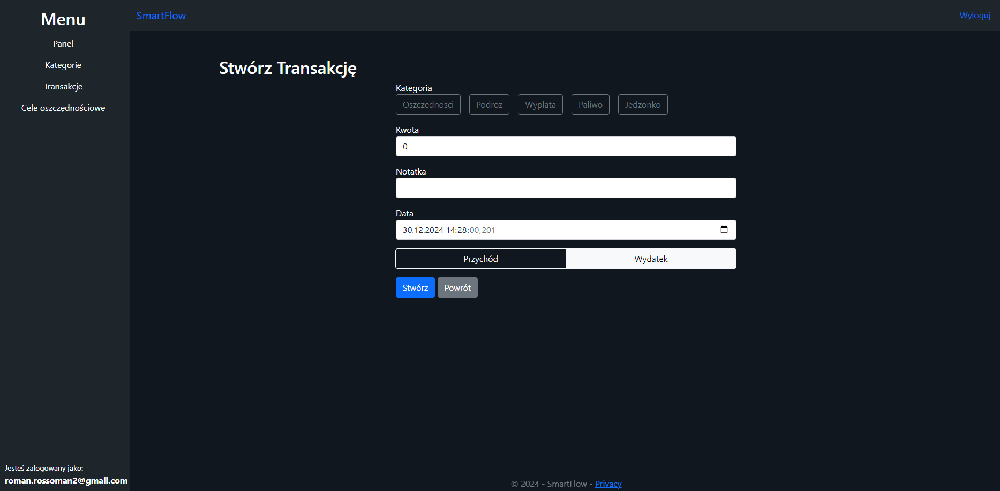 Menu
Panel
Kategorie
Transakcje
Cele oszczędnościowe
Jesteś zalogowany jako:
roman.rossoman2@gmail.com
SmartFlow
Wyloguj
Stwórz Transakcję
Kategoria
Oszczednosci Podroz Wyplata Paliwo Jedzonko
Kwota
0
Notatka
Data
30.12.2024 14:28:00,201
Przychód Wydatek
Stwórz Powrót
© 2024 - SmartFlow - Privacy